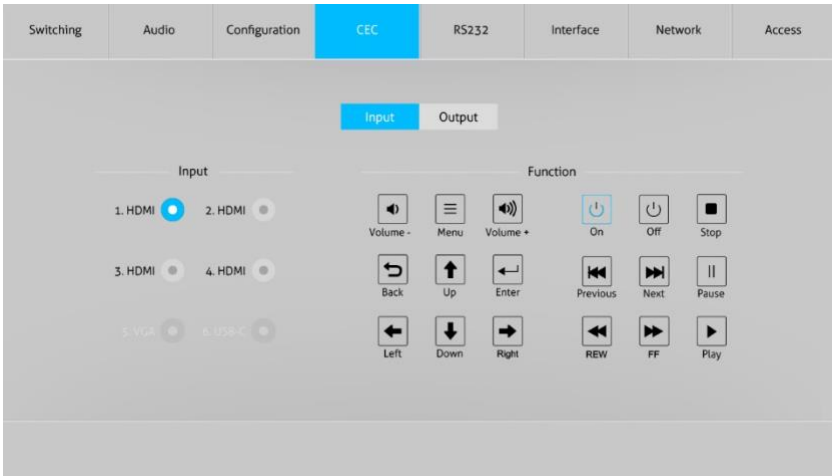 Switching Audio Configuration CEC RS232 Interface Network Access
Input Output
Input Function
1. HDMI 2. HDMI
Volume - Menu Volume + On Off Stop
3. HDMI 4. HDMI
Back Up Enter Previous Next Pause
5. VGA 6. USB-C
Left Down Right REW FF Play